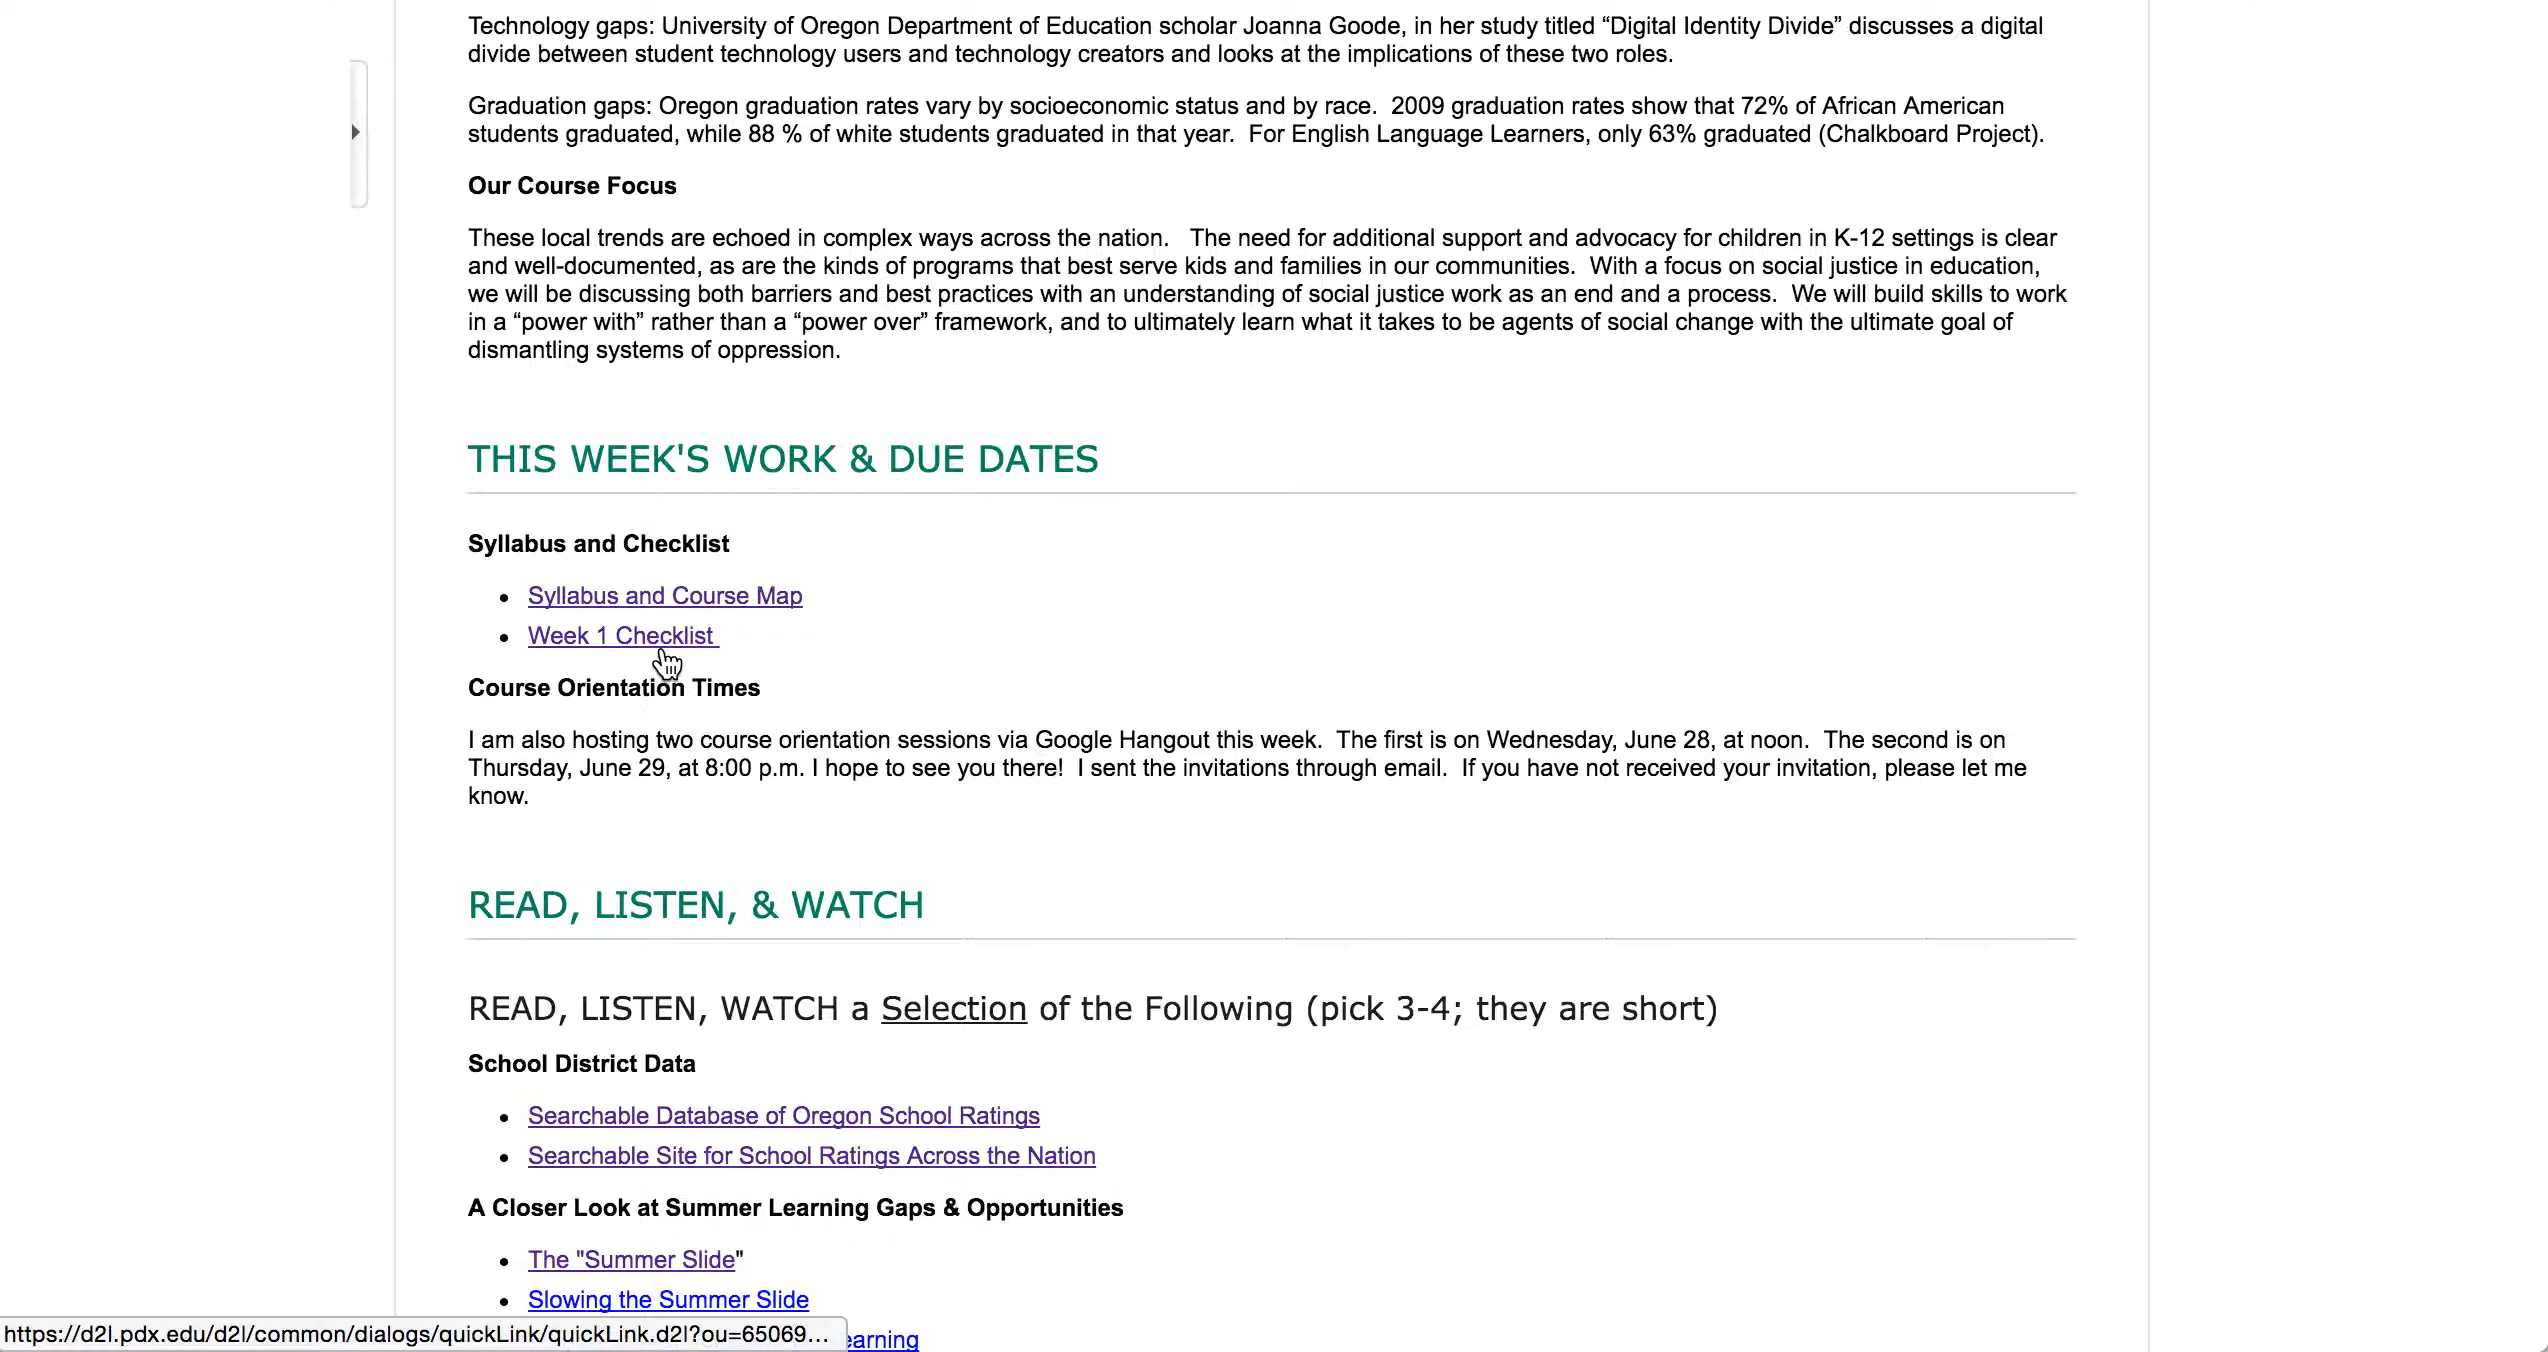 Technology gaps: University of Oregon Department of Education scholar Joanna Goode, in her study titled “Digital Identity Divide” discusses a digital
divide between student technology users and technology creators and looks at the implications of these two roles.
Graduation gaps: Oregon graduation rates vary by socioeconomic status and by race. 2009 graduation rates show that 72% of African American
students graduated, while 88 % of white students graduated in that year. For English Language Learners, only 63% graduated (Chalkboard Project).
Our Course Focus
These local trends are echoed in complex ways across the nation. The need for additional support and advocacy for children in K-12 settings is clear
and well-documented, as are the kinds of programs that best serve kids and families in our communities. With a focus on social justice in education,
we will be discussing both barriers and best practices with an understanding of social justice work as an end and a process. We will build skills to work
in a “power with” rather than a “power over” framework, and to ultimately learn what it takes to be agents of social change with the ultimate goal of
dismantling systems of oppression.
THIS WEEK'S WORK & DUE DATES
Syllabus and Checklist
• Syllabus and Course Map
• Week 1 Checklist
Course Orientation Times
I am also hosting two course orientation sessions via Google Hangout this week. The first is on Wednesday, June 28, at noon. The second is on
Thursday, June 29, at 8:00 p.m. I hope to see you there! I sent the invitations through email. If you have not received your invitation, please let me
know.
READ, LISTEN, & WATCH
READ, LISTEN, WATCH a Selection of the Following (pick 3-4; they are short)
School District Data
• Searchable Database of Oregon School Ratings
• Searchable Site for School Ratings Across the Nation
A Closer Look at Summer Learning Gaps & Opportunities
• The "Summer Slide"
• Slowing the Summer Slide
https://d2l.pdx.edu/d2l/common/dialogs/quickLink/quickLink.d2l?ou=65069... earning